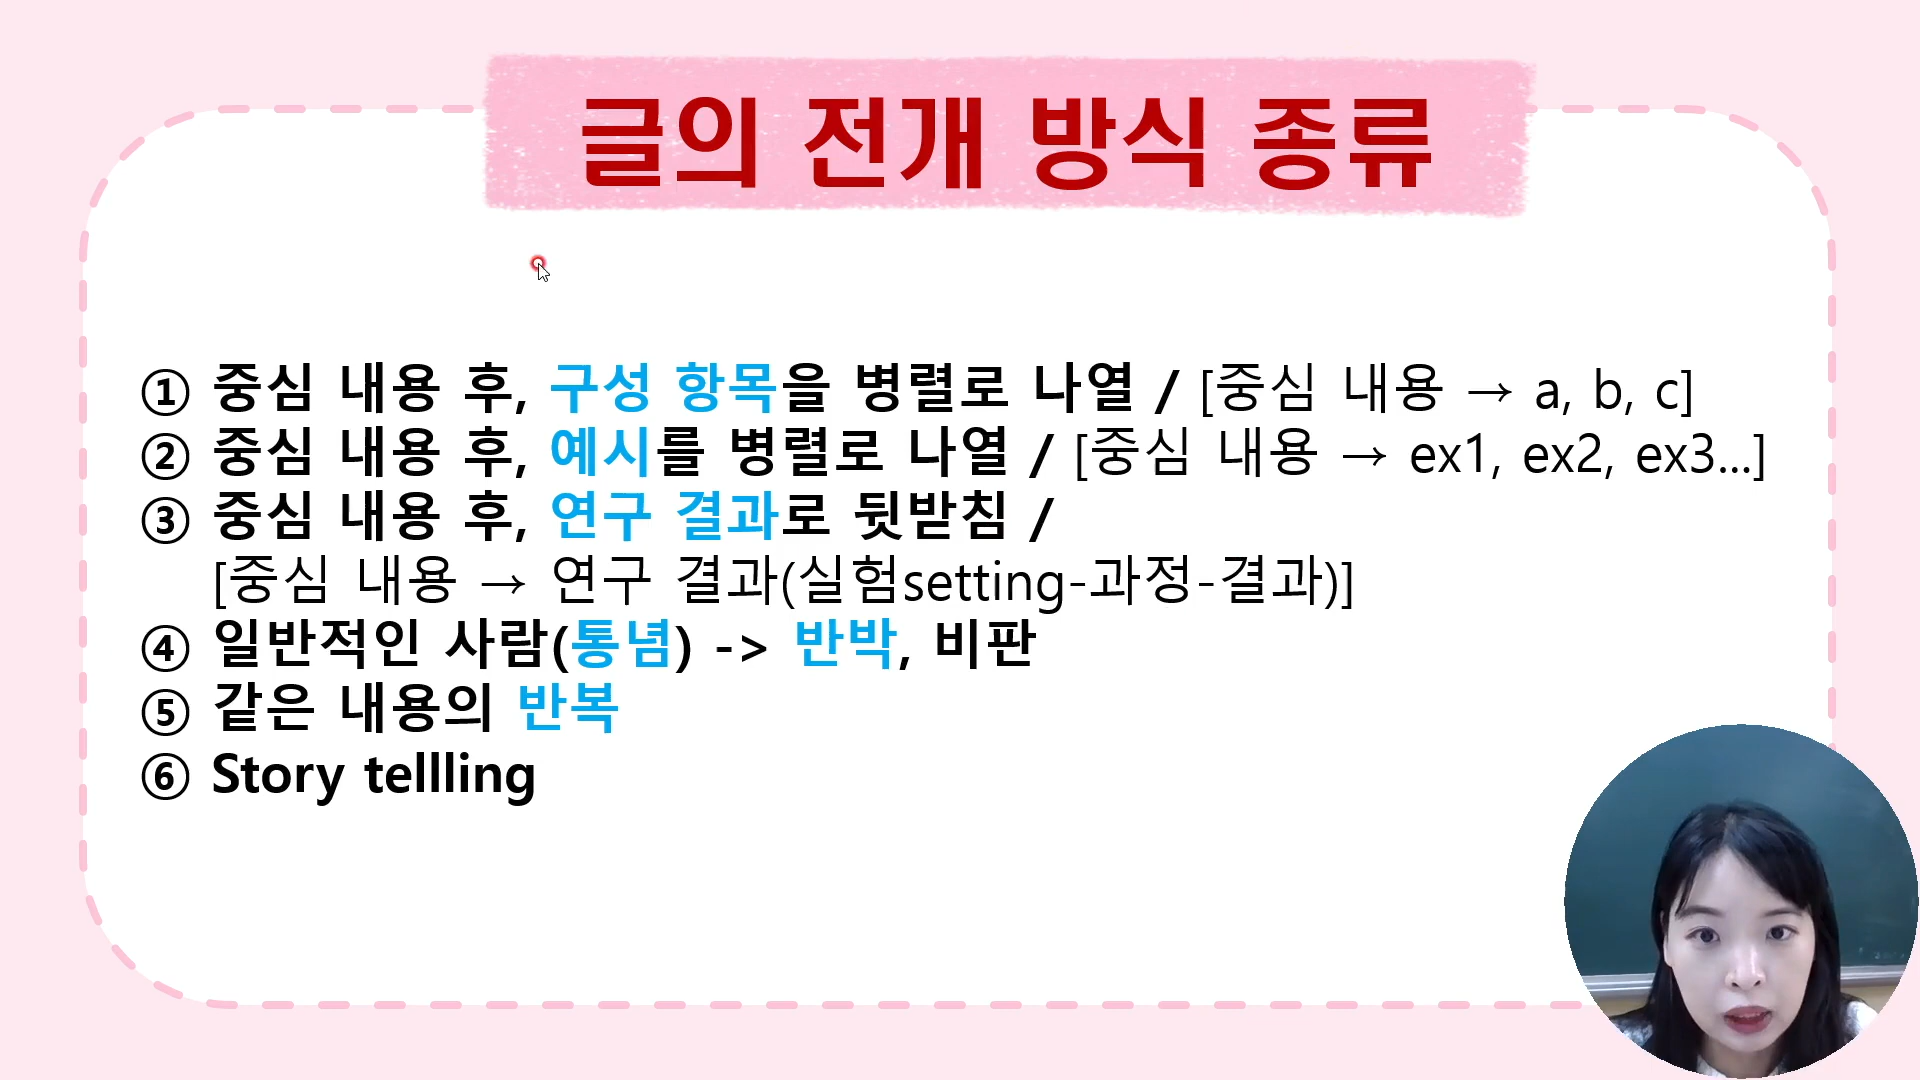 글의 전개 방식 종류
① 중심 내용 후, 구성 항목을 병렬로 나열 / [중심 내용 → a, b, c]
② 중심 내용 후, 예시를 병렬로 나열 / [중심 내용 → ex1, ex2, ex3...]
③ 중심 내용 후, 연구 결과로 뒷받침 /
[중심 내용 → 연구 결과(실험setting-과정-결과)]
④ 일반적인 사람(통념) -> 반박, 비판
⑤ 같은 내용의 반복
⑥ Story tellling